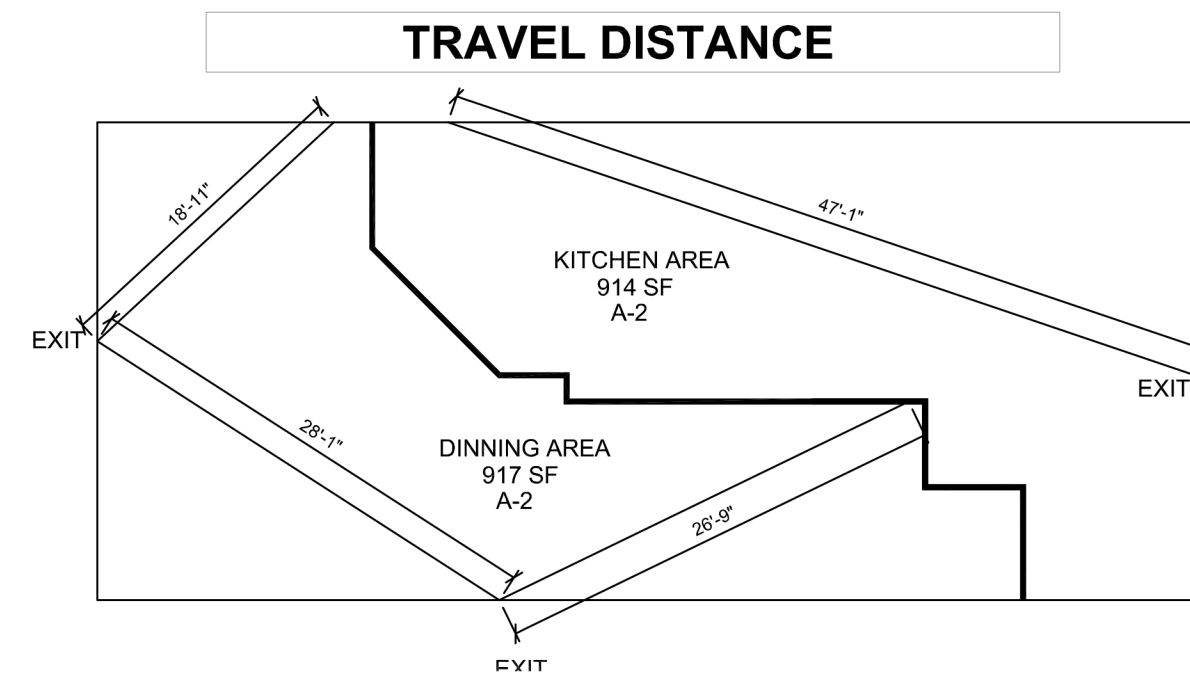 TRAVEL DISTANCE
18'-11"
47'-1"
KITCHEN AREA
914 SF
A-2
EXIT
EXIT
28'-1"
DINNING AREA
917 SF
A-2
26'-9"
EXIT